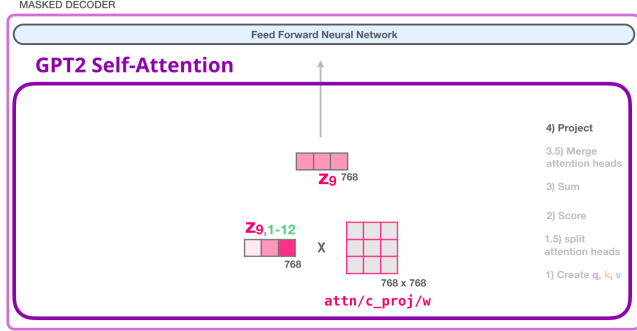 MASKED DECODER
Feed Forward Neural Network
GPT2 Self-Attention
4) Project
3.5) Merge
attention heads
3) Sum
2) Score
1.5) split
attention heads
1) Create q, k, v
z9 768
z9,1-12
768
X
768 x 768
attn/c_proj/w